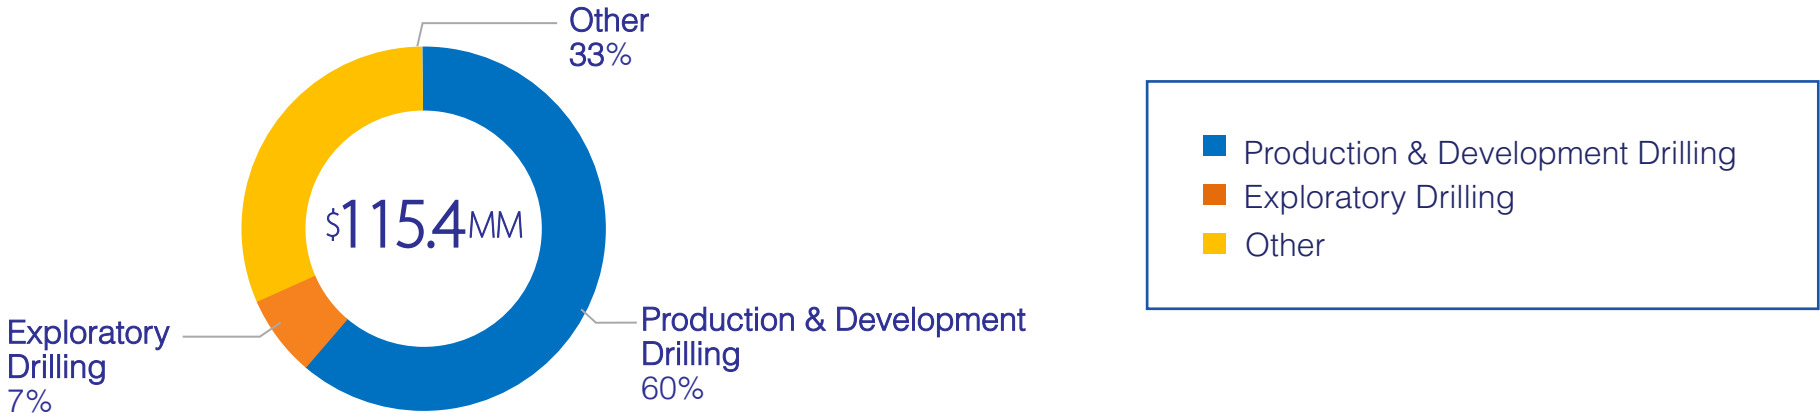 Other
33%
$115.4MM
Exploratory
Drilling
7%
Production & Development
Drilling
60%
Production & Development Drilling
Exploratory Drilling
Other